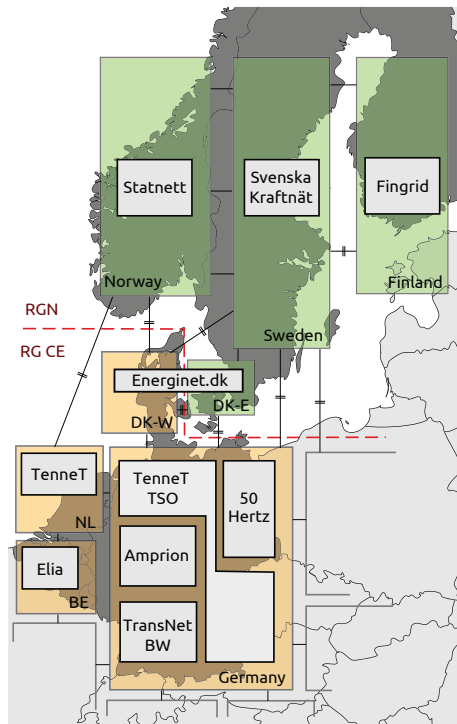 Statnett
Svenska
Kraftnät
Fingrid
Norway
Finland
RGN
Sweden
RG CE
Energinet.dk
DK-E
DK-W
TenneT
NL
TenneT
TSO
50
Hertz
Elia
BE
Amprion
TransNet
BW
Germany